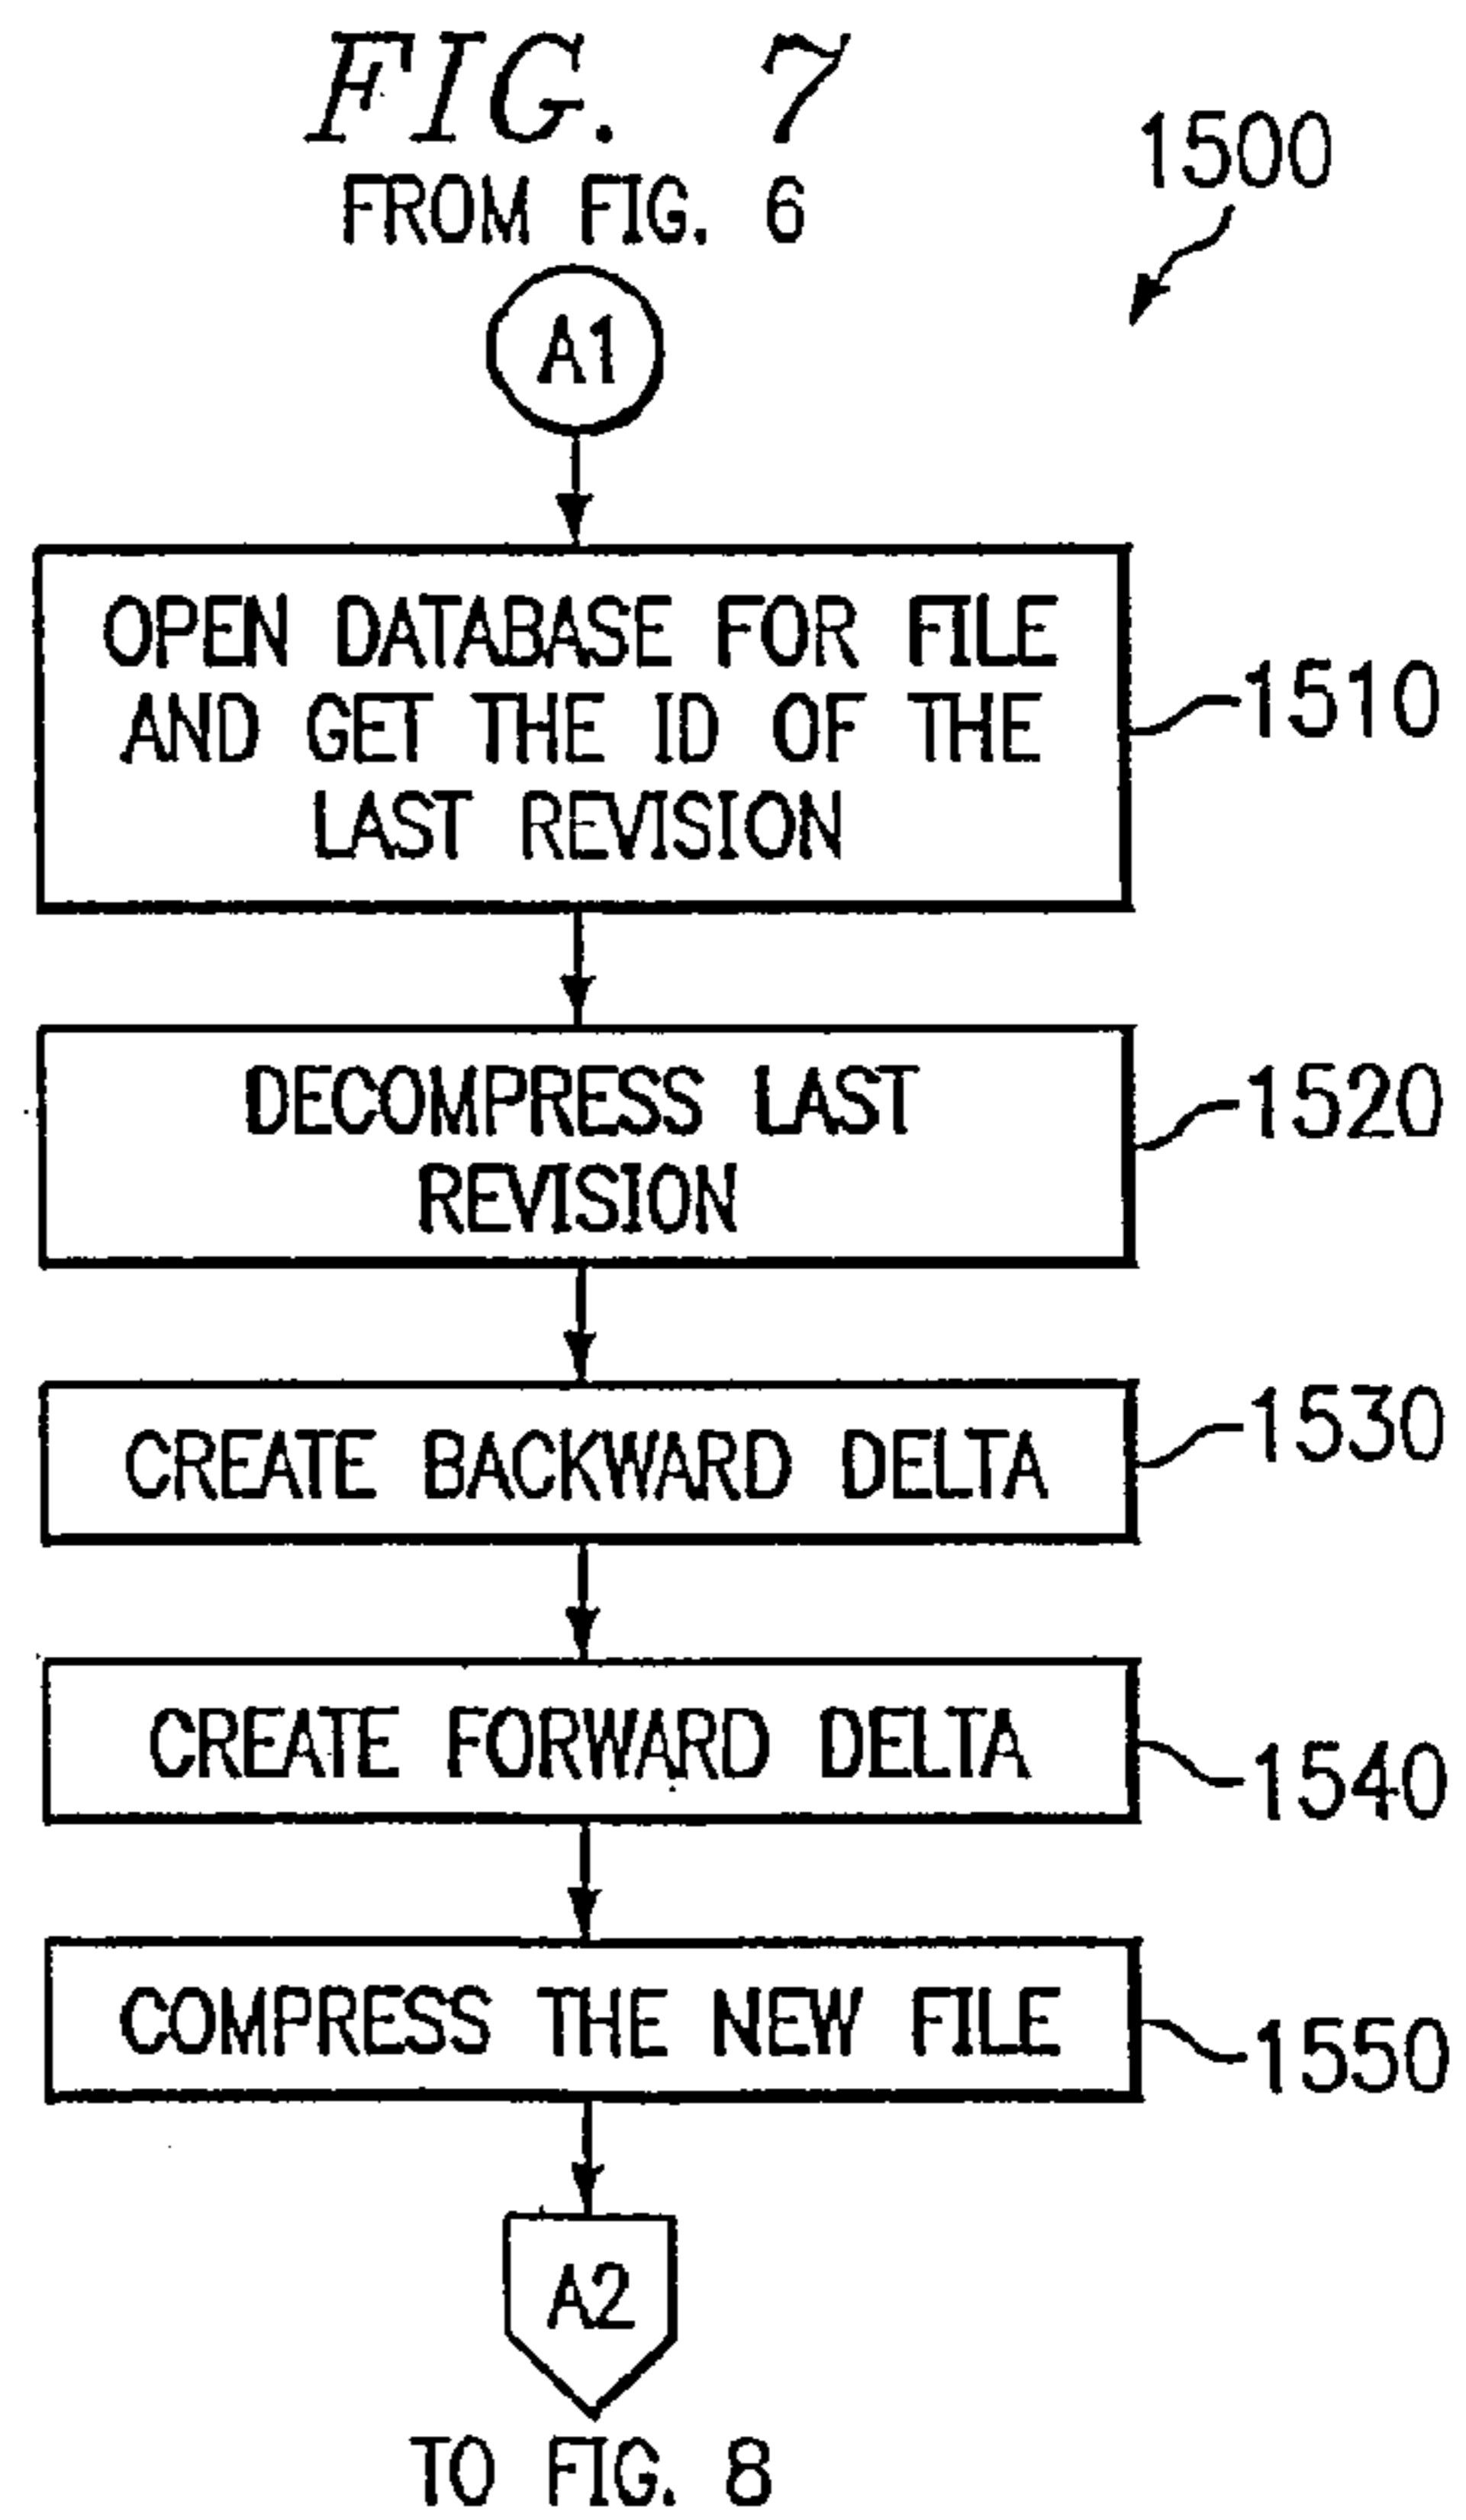 FIG. 7
FROM FIG. 6
1500
A1
OPEN DATABASE FOR FILE
AND GET THE ID OF THE
LAST REVISION
1510
DECOMPRESS LAST
REVISION
1520
CREATE BACKWARD DELTA
1530
CREATE FORWARD DELTA
1540
COMPRESS THE NEW FILE
1550
A2
TO FIG. 8